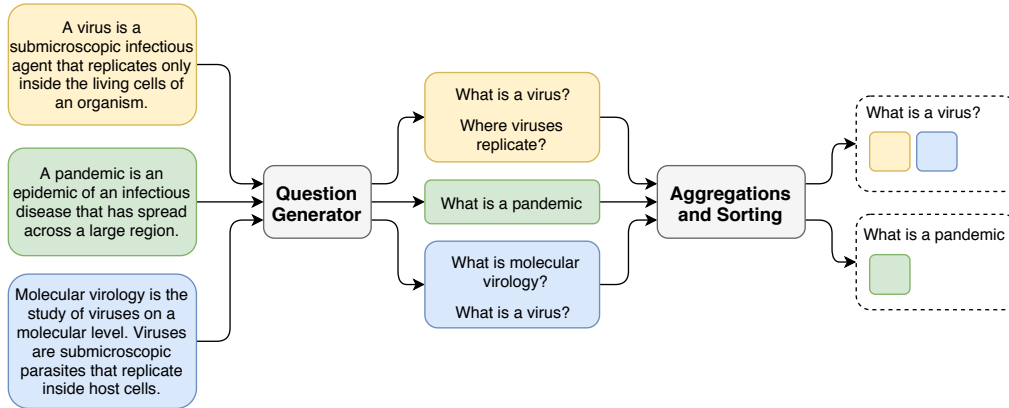 A virus is a
submicroscopic infectious
agent that replicates only
inside the living cells of
an organism.
A pandemic is an
epidemic of an infectious
disease that has spread
across a large region.
Molecular virology is the
study of viruses on a
molecular level. Viruses
are submicroscopic
parasites that replicate
inside host cells.
Question
Generator
What is a virus?
Where viruses
replicate?
What is a pandemic
What is molecular
virology?
What is a virus?
Aggregations
and Sorting
What is a virus?
What is a pandemic